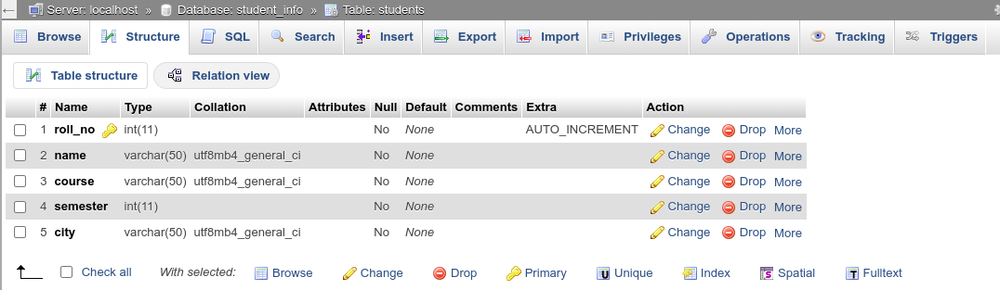 Server: localhost » Database: student_info » Table: students
Browse Structure SQL Search Insert Export Import Privileges Operations Tracking Triggers
Table structure Relation view
# Name Type Collation Attributes Null Default Comments Extra Action
1 roll_no int(11) No None AUTO_INCREMENT Change Drop More
2 name varchar(50) utf8mb4_general_ci No None Change Drop More
3 course varchar(50) utf8mb4_general_ci No None Change Drop More
4 semester int(11) No None Change Drop More
5 city varchar(50) utf8mb4_general_ci No None Change Drop More
Check all With selected: Browse Change Drop Primary Unique Index Spatial Fulltext